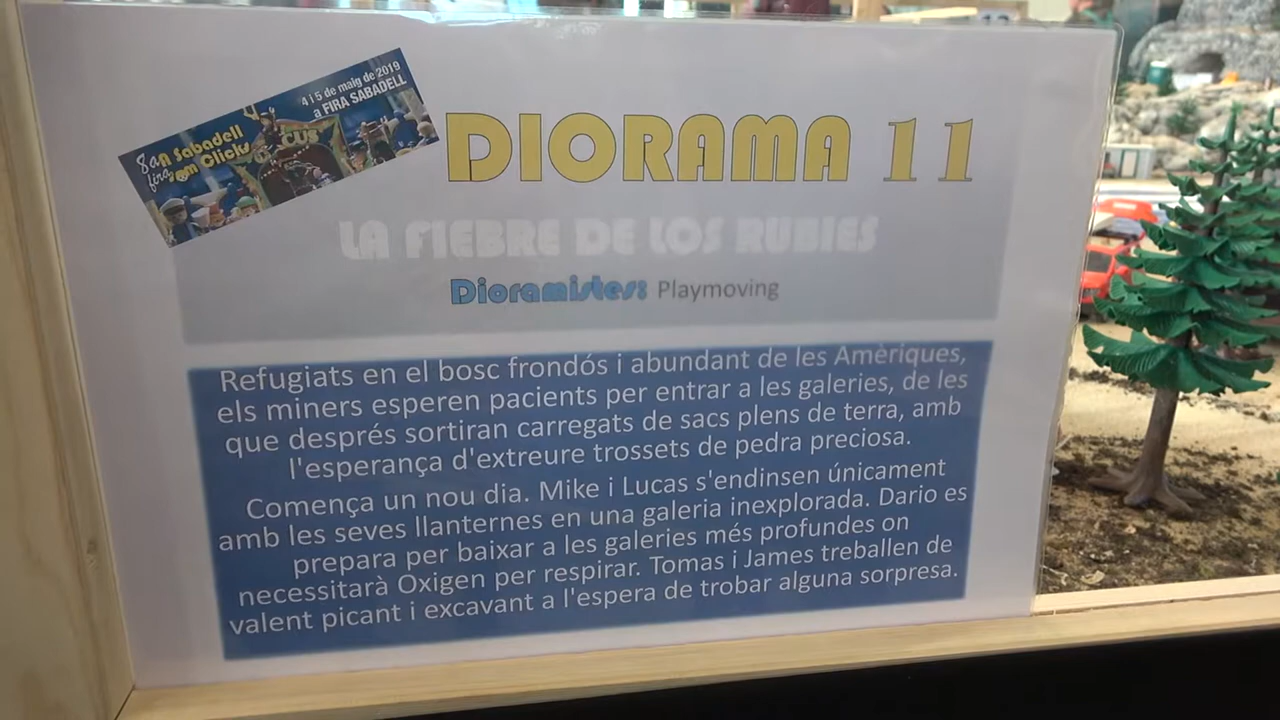 4 i 5 de maig de 2019
a FIRA SABADELL
8a A Sabadell
fira som Clicks
CUS
DIORAMA 11
LA FIEBRE DE LOS RUBIES
Dioramistes: Playmoving
Refugiats en el bosc frondós i abundant de les Amèriques,
els miners esperen pacients per entrar a les galeries, de les
que després sortiran carregats de sacs plens de terra, amb
l'esperança d'extreure trossets de pedra preciosa.
Comença un nou dia. Mike i Lucas s'endinsen únicament
amb les seves llanternes en una galeria inexplorada. Dario es
prepara per baixar a les galeries més profundes on
necessitarà Oxigen per respirar. Tomas i James treballen de
valent picant i excavant a l'espera de trobar alguna sorpresa.